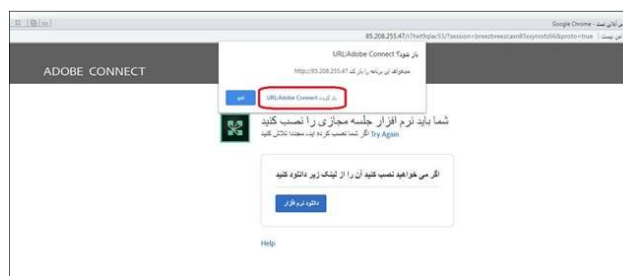 Google Chrome
85.208.255.47/
ADOBE CONNECT
باز شود؟ URL:Adobe Connect
http://85.208.255.47 میخواهد این برنامه را باز کند
باز کردن URL:Adobe Connect
لغو
شما باید نرم افزار جلسه مجازی را نصب کنید
اگر شما نصب کرده اید، مجددا تلاش کنید Try Again
اگر می خواهید نصب کنید آن را از لینک زیر دانلود کنید
دانلود نرم افزار
Help